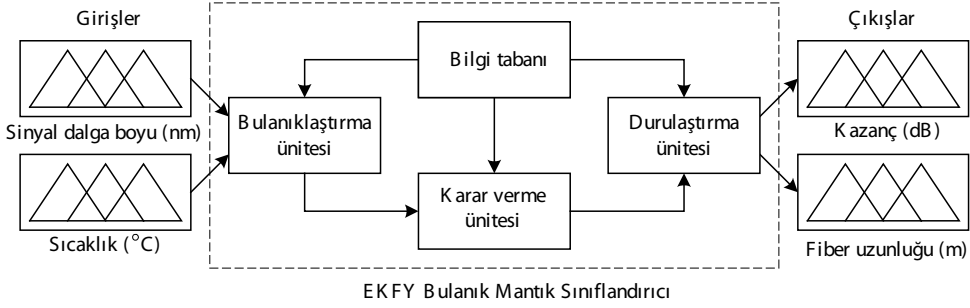 Girişler
Sinyal dalga boyu (nm)
Sıcaklık (°C)
Bilgi tabanı
Bulanıklaştırma
ünitesi
Durulaştırma
ünitesi
Karar verme
ünitesi
Çıkışlar
Kazanç (dB)
Fiber uzunluğu (m)
EKFY Bulanık Mantık Sınıflandırıcı